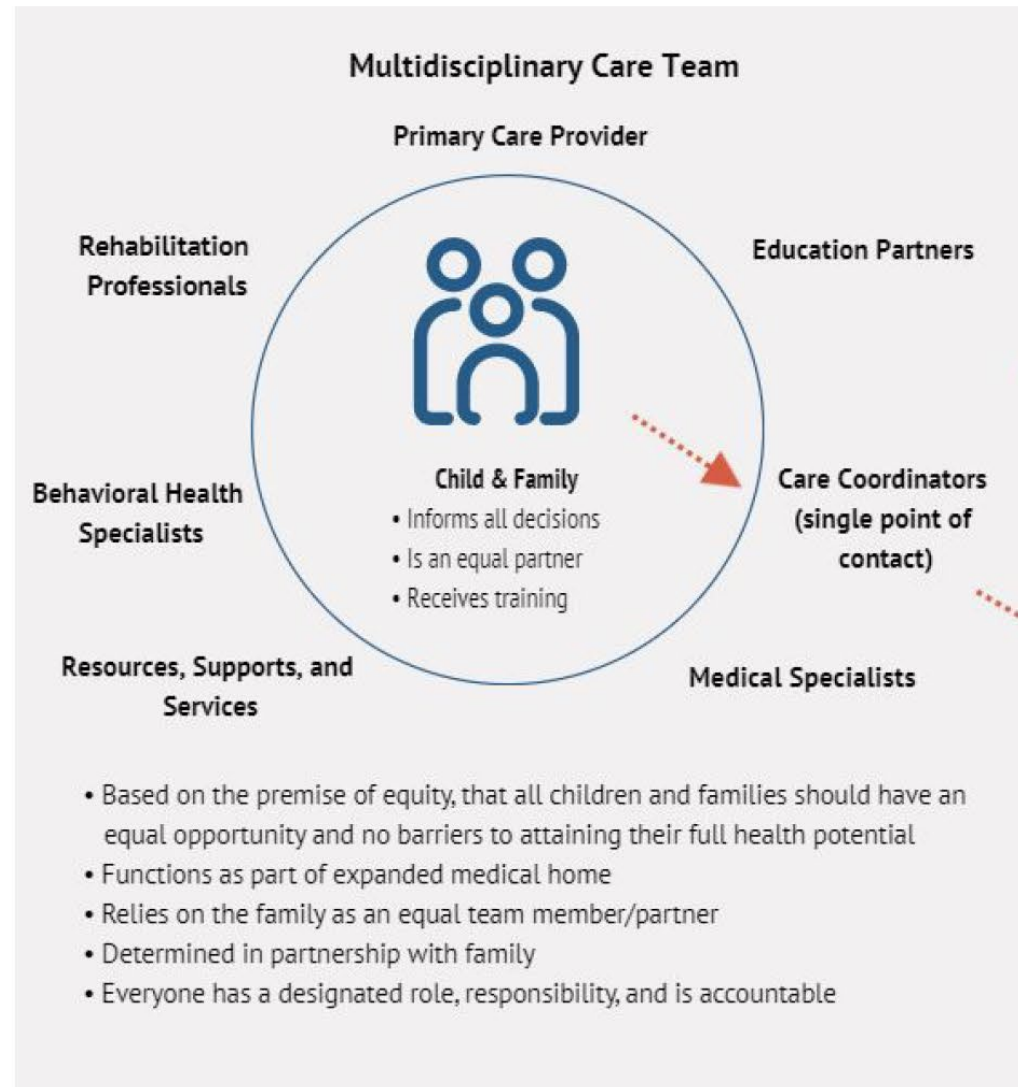 Multidisciplinary Care Team
Primary Care Provider
Rehabilitation
Professionals
Education Partners
Child & Family
• Informs all decisions
• Is an equal partner
• Receives training
Behavioral Health
Specialists
Care Coordinators
(single point of
contact)
Resources, Supports, and
Services
Medical Specialists
• Based on the premise of equity, that all children and families should have an
equal opportunity and no barriers to attaining their full health potential
• Functions as part of expanded medical home
• Relies on the family as an equal team member/partner
• Determined in partnership with family
• Everyone has a designated role, responsibility, and is accountable